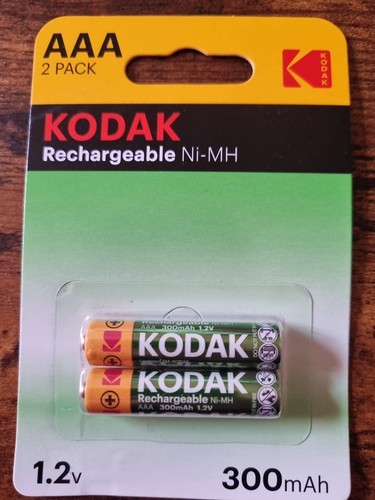 AAA
2 PACK
KODAK
KODAK
Rechargeable Ni-MH
AAA 300mAh 1.2V
KODAK
KODAK
Rechargeable Ni-MH
AAA 300mAh 1.2V
1.2V
300mAh